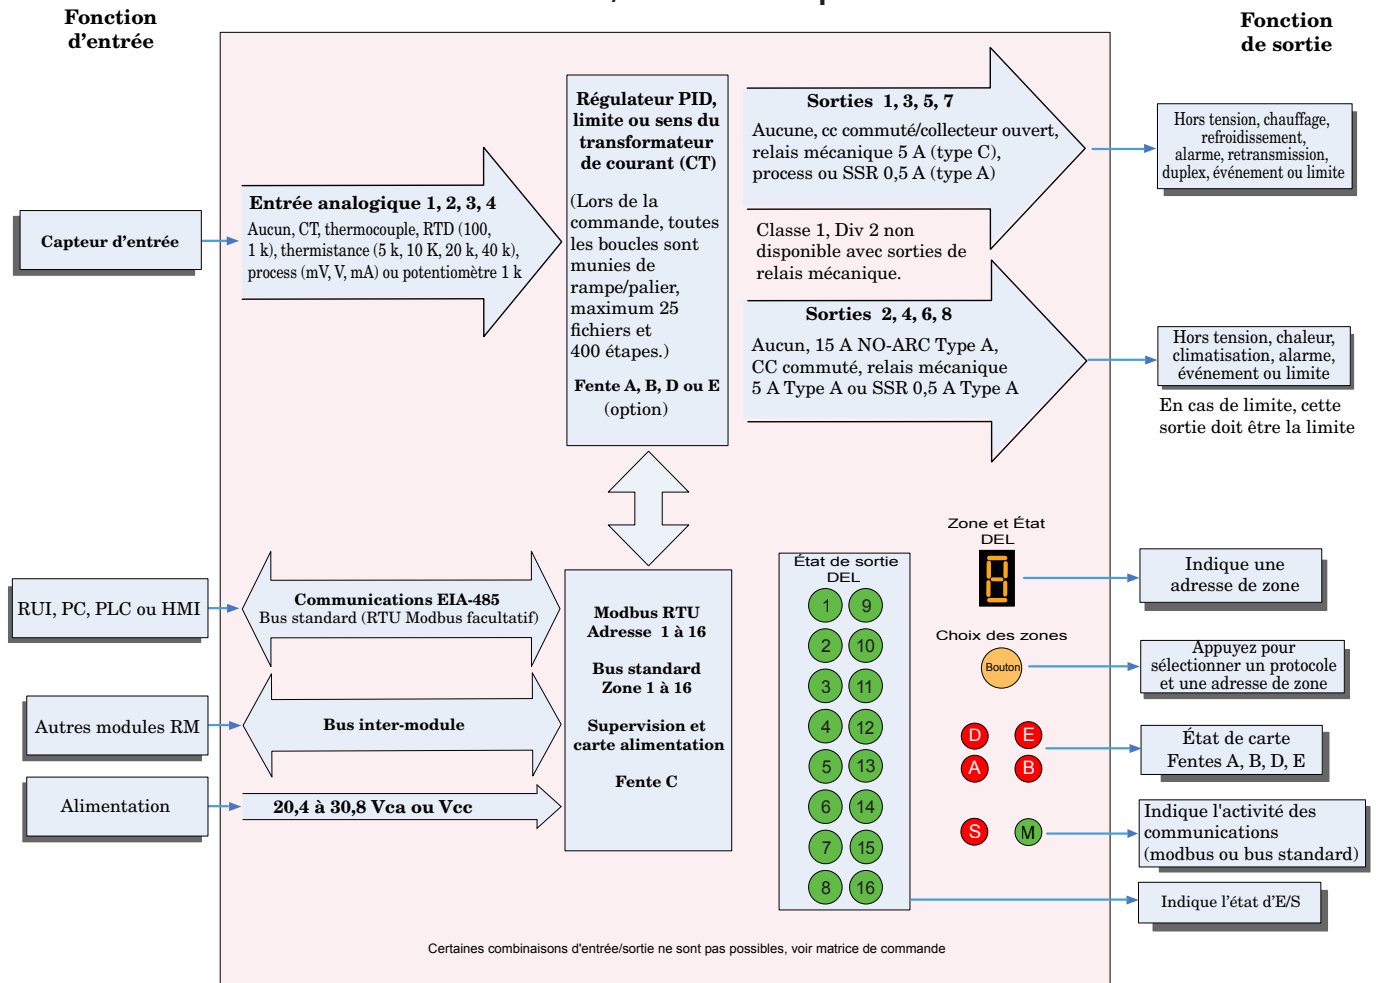 Fonction
d'entrée
Fonction
de sortie
Capteur d'entrée
Entrée analogique 1, 2, 3, 4
Aucun, CT, thermocouple, RTD (100,
1 k), thermistance (5 k, 10 K, 20 k, 40 k),
process (mV, V, mA) ou potentiomètre 1 k
Régulateur PID,
limite ou sens du
transformateur
de courant (CT)
(Lors de la
commande, toutes
les boucles sont
munies de
rampe/palier,
maximum 25
fichiers et
400 étapes.)
Fente A, B, D ou E
(option)
Sorties 1, 3, 5, 7
Aucune, cc commuté/collecteur ouvert,
relais mécanique 5 A (type C),
process ou SSR 0,5 A (type A)
Classe 1, Div 2 non
disponible avec sorties de
relais mécanique.
Sorties 2, 4, 6, 8
Aucun, 15 A NO-ARC Type A,
CC commuté, relais mécanique
5 A Type A ou SSR 0,5 A Type A
Hors tension, chauffage,
refroidissement,
alarme, retransmission,
duplex, événement ou limite
Hors tension, chaleur,
climatisation, alarme,
événement ou limite
En cas de limite, cette
sortie doit être la limite
RUI, PC, PLC ou HMI
Communications EIA-485
Bus standard (RTU Modbus facultatif)
Autres modules RM
Bus inter-module
Alimentation
20,4 à 30,8 Vca ou Vcc
Modbus RTU
Adresse 1 à 16
Bus standard
Zone 1 à 16
Supervision et
carte alimentation
Fente C
État de sortie
DEL
1 9
2 10
3 11
4 12
5 13
6 14
7 15
8 16
Zone et État
DEL
8
Choix des zones
Bouton
D E
A B
S M
Indique une
adresse de zone
Appuyez pour
sélectionner un protocole
et une adresse de zone
État de carte
Fentes A, B, D, E
Indique l'activité des
communications
(modbus ou bus standard)
Indique l'état d'E/S
Certaines combinaisons d'entrée/sortie ne sont pas possibles, voir matrice de commande